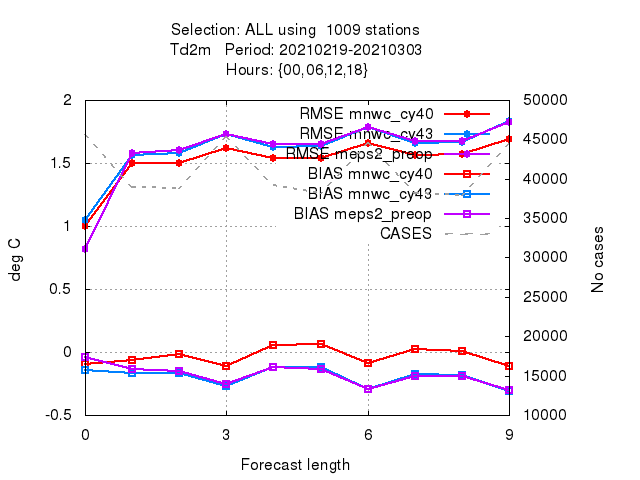 Selection: ALL using  1009 stations
Td2m   Period: 20210219-20210303
Hours: {00,06,12,18}
RMSE mnwc_cy40
RMSE mnwc_cy43
RMSE meps2_preop
BIAS mnwc_cy40
BIAS mnwc_cy43
BIAS meps2_preop
CASES
2
1.5
1
0.5
0
-0.5
deg C
50000
45000
40000
35000
30000
25000
20000
15000
10000
No cases
0
3
6
9
Forecast length